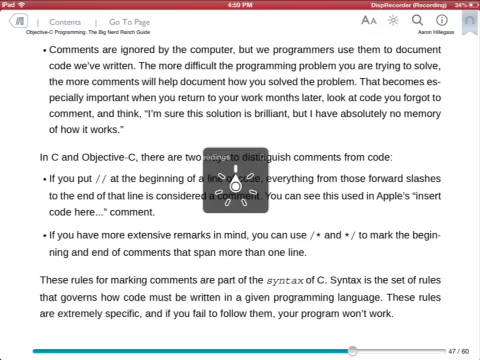 iPad 4:59 PM DispRecorder (Recording) 34%
Contents Go To Page AA
Objective-C Programming: The Big Nerd Ranch Guide Aaron Hillegass
• Comments are ignored by the computer, but we programmers use them to document
code we've written. The more difficult the programming problem you are trying to solve,
the more comments will help document how you solved the problem. That becomes es-
pecially important when you return to your work months later, look at code you forgot to
comment, and think, “I'm sure this solution is brilliant, but I have absolutely no memory
of how it works.”
In C and Objective-C, there are two to distinguish comments from code:
• If you put // at the beginning of a line of code, everything from those forward slashes
to the end of that line is considered a comment. You can see this used in Apple's “insert
code here...” comment.
• If you have more extensive remarks in mind, you can use /* and */ to mark the begin-
ning and end of comments that span more than one line.
These rules for marking comments are part of the syntax of C. Syntax is the set of rules
that governs how code must be written in a given programming language. These rules
are extremely specific, and if you fail to follow them, your program won't work.
47 / 60